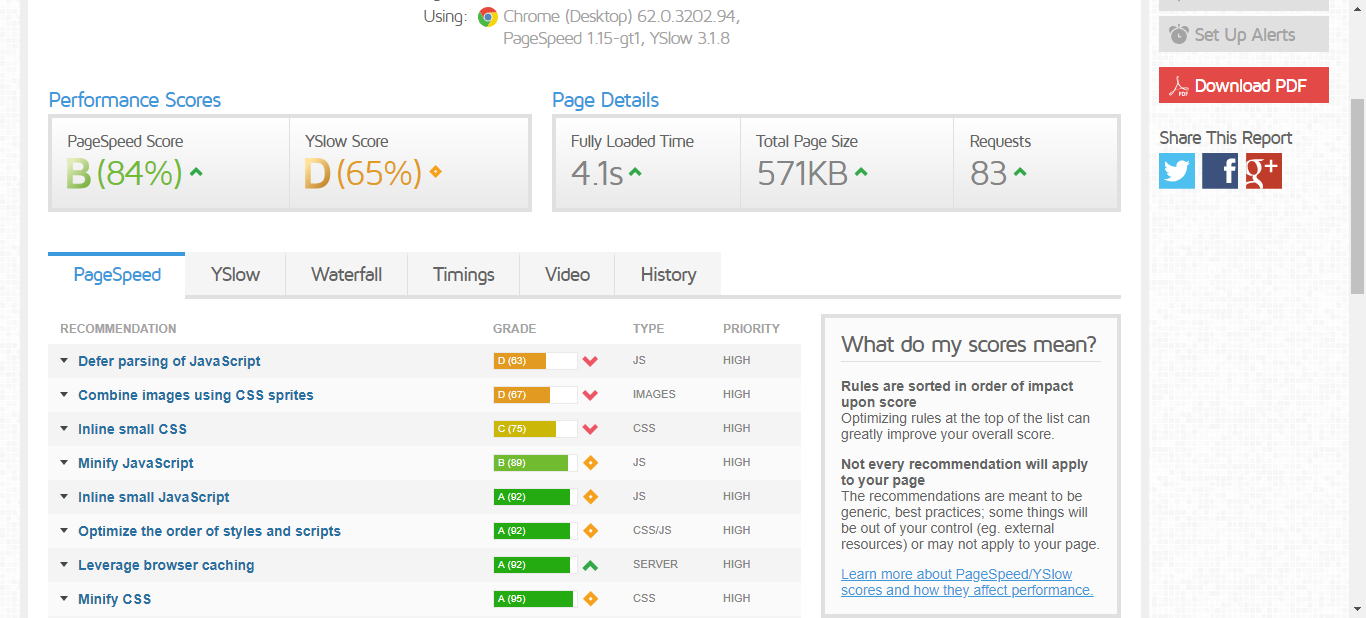 Using: Chrome (Desktop) 62.0.3202.94,
PageSpeed 1.15-gt1, YSlow 3.1.8
Set Up Alerts
Download PDF
Share This Report
Performance Scores
PageSpeed Score
B (84%)
YSlow Score
D (65%)
Page Details
Fully Loaded Time
4.1s
Total Page Size
571KB
Requests
83
PageSpeed YSlow Waterfall Timings Video History
RECOMMENDATION GRADE TYPE PRIORITY
Defer parsing of JavaScript D (63) JS HIGH
Combine images using CSS sprites D (67) IMAGES HIGH
Inline small CSS C (75) CSS HIGH
Minify JavaScript B (89) JS HIGH
Inline small JavaScript A (92) JS HIGH
Optimize the order of styles and scripts A (92) CSS/JS HIGH
Leverage browser caching A (92) SERVER HIGH
Minify CSS A (95) CSS HIGH
What do my scores mean?
Rules are sorted in order of impact
upon score
Optimizing rules at the top of the list can
greatly improve your overall score.
Not every recommendation will apply
to your page
The recommendations are meant to be
generic, best practices; some things will
be out of your control (eg. external
resources) or may not apply to your page.
Learn more about PageSpeed/YSlow
scores and how they affect performance.